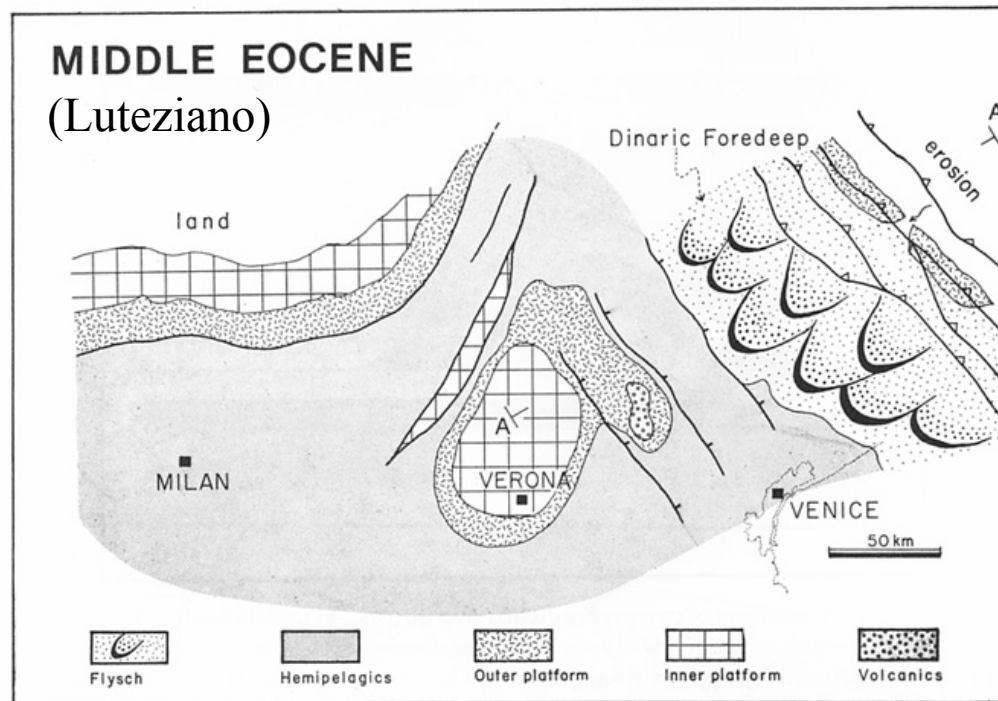 MIDDLE EOCENE
(Luteziano)
Dinaric Foredeep
A
erosion
land
A
MILAN
VERONA
VENICE
50 km
Flysch
Hemipelagics
Outer platform
Inner platform
Volcanics